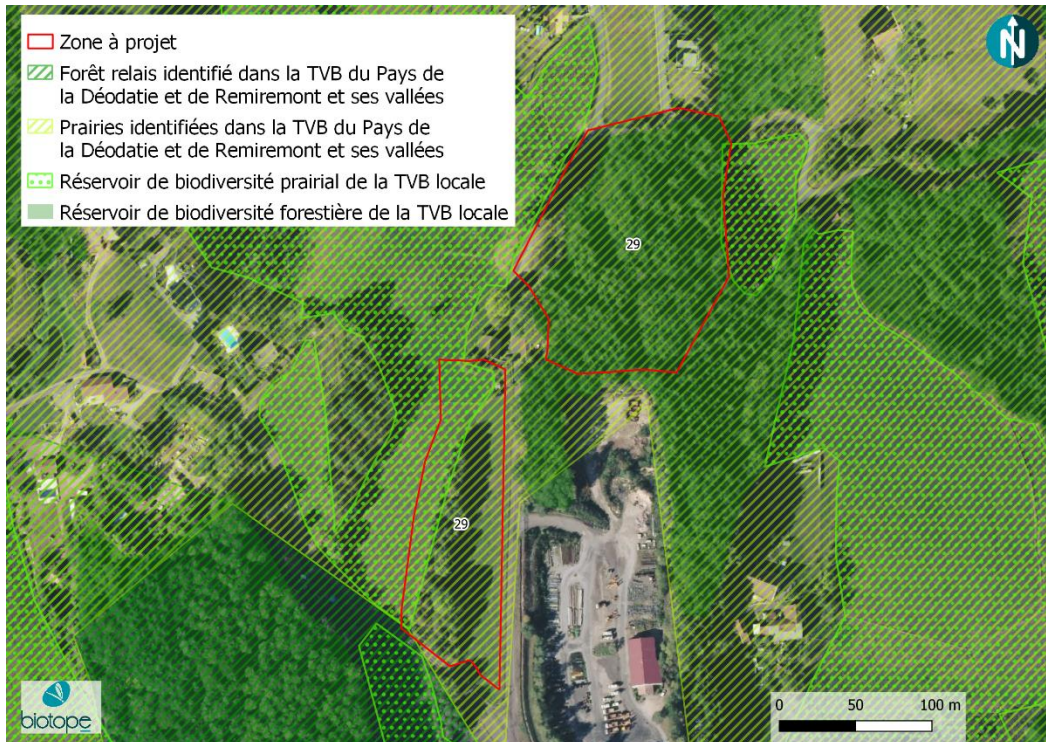 Zone à projet
Forêt relais identifié dans la TVB du Pays de
la Déodatie et de Remiremont et ses vallées
Prairies identifiées dans la TVB du Pays de
la Déodatie et de Remiremont et ses vallées
Réservoir de biodiversité prairial de la TVB locale
Réservoir de biodiversité forestière de la TVB locale
N
29
29
biotope
0 50 100 m